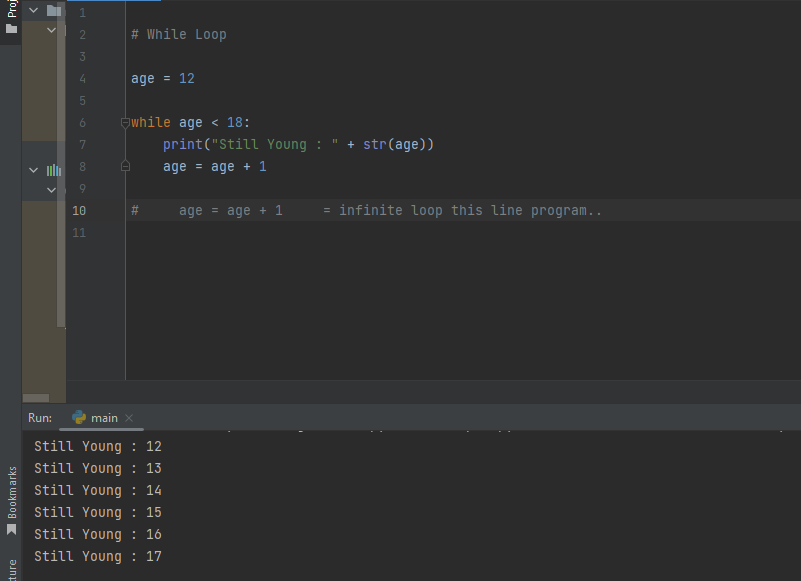 Proj
1
2 # While Loop
3
4 age = 12
5
6 while age < 18:
7 print("Still Young : " + str(age))
8 age = age + 1
9
10 # age = age + 1 = infinite loop this line program..
11
Run: main
Still Young : 12
Still Young : 13
Still Young : 14
Still Young : 15
Still Young : 16
Still Young : 17
Bookmarks
ture